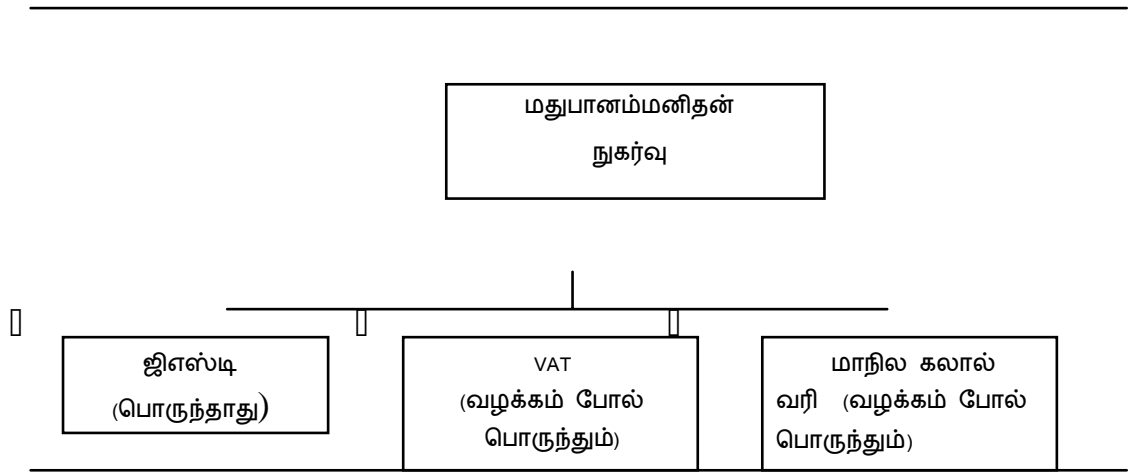 மதுபானம்மனிதன்
நுகர்வு
ஜிஎஸ்டி
(பொருந்தாது)
VAT
(வழக்கம் போல்
பொருந்தும்)
மாநில கலால்
வரி (வழக்கம் போல்
பொருந்தும்)